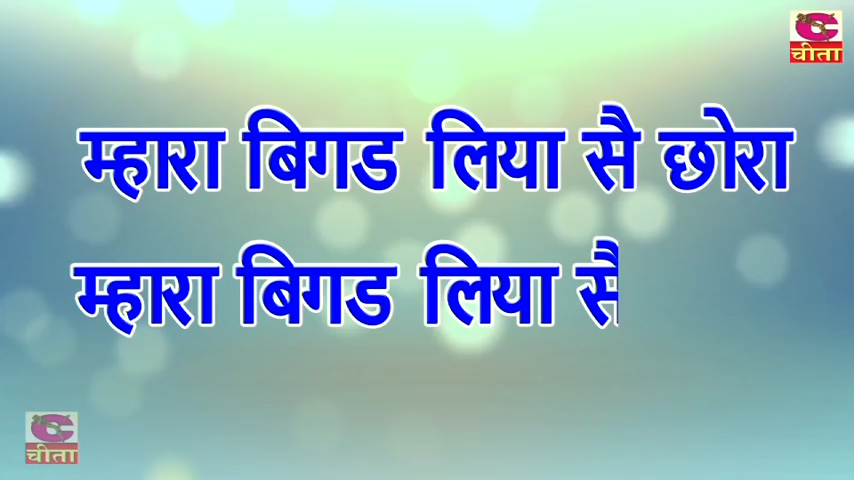 चीता
म्हारा बिगड लिया सै छोरा
म्हारा बिगड लिया सै
चीता